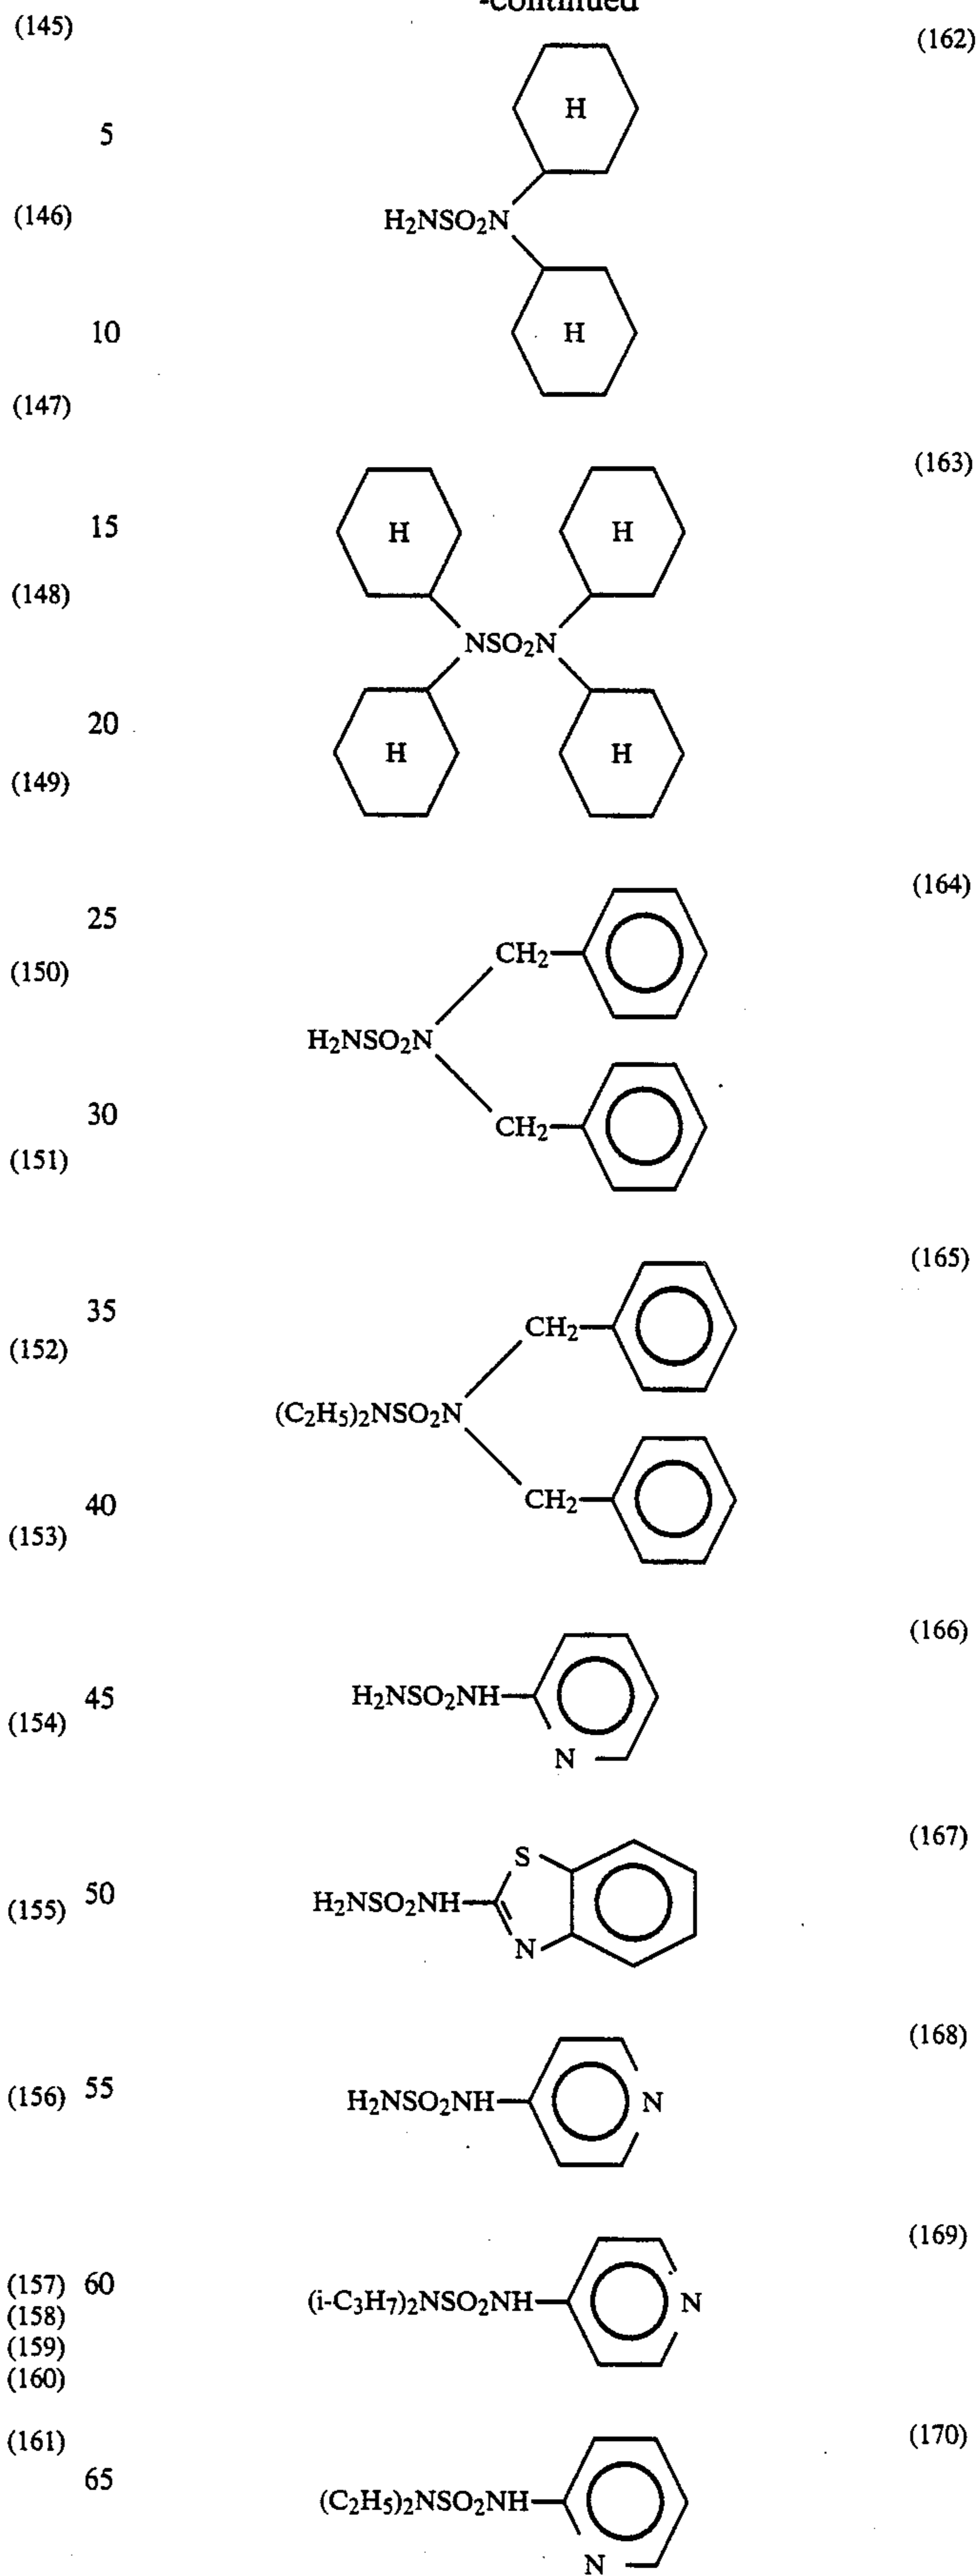 -continued
(145)
(162)
H
5
(146)
H₂NSO₂N
10
H
(147)
(163)
15
H
H
(148)
NSO₂N
20
H
H
(149)
(164)
25
CH₂
(150)
H₂NSO₂N
30
CH₂
(151)
(165)
35
CH₂
(152)
(C₂H₅)₂NSO₂N
40
CH₂
(153)
(166)
45
H₂NSO₂NH
(154)
N
(167)
S
50
H₂NSO₂NH
(155)
N
(168)
55
(156)
H₂NSO₂NH
N
(169)
(157)
60
(i-C₃H₇)₂NSO₂NH
N
(158)
(159)
(160)
(170)
(161)
65
(C₂H₅)₂NSO₂NH
N